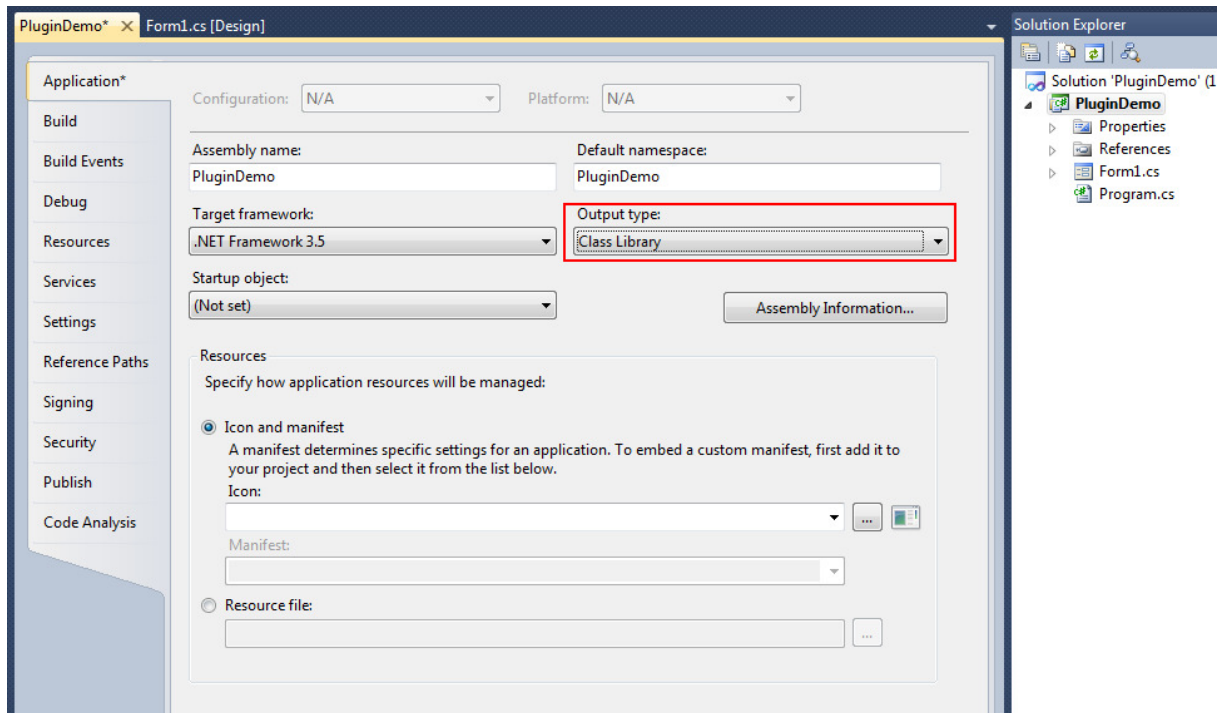 PluginDemo*
Form1.cs [Design]
Application*
Build
Build Events
Debug
Resources
Services
Settings
Reference Paths
Signing
Security
Publish
Code Analysis
Configuration: N/A Platform: N/A
Assembly name: Default namespace:
PluginDemo PluginDemo
Target framework: Output type:
.NET Framework 3.5 Class Library
Startup object:
(Not set) Assembly Information...
Resources
Specify how application resources will be managed:
Icon and manifest
A manifest determines specific settings for an application. To embed a custom manifest, first add it to
your project and then select it from the list below.
Icon:
...
Manifest:
Resource file:
...
Solution Explorer
Solution 'PluginDemo' (1
PluginDemo
Properties
References
Form1.cs
Program.cs